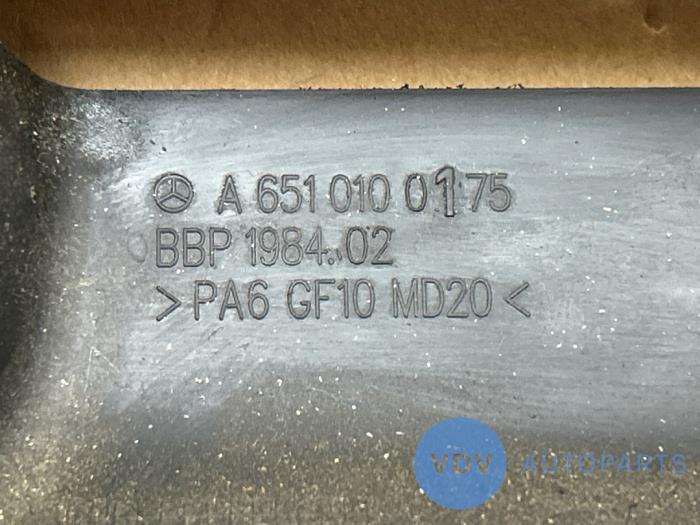 A 651 010 0175
BBP 1984.02
>PA6 GF10 MD20<
VDV AUTOPARTS